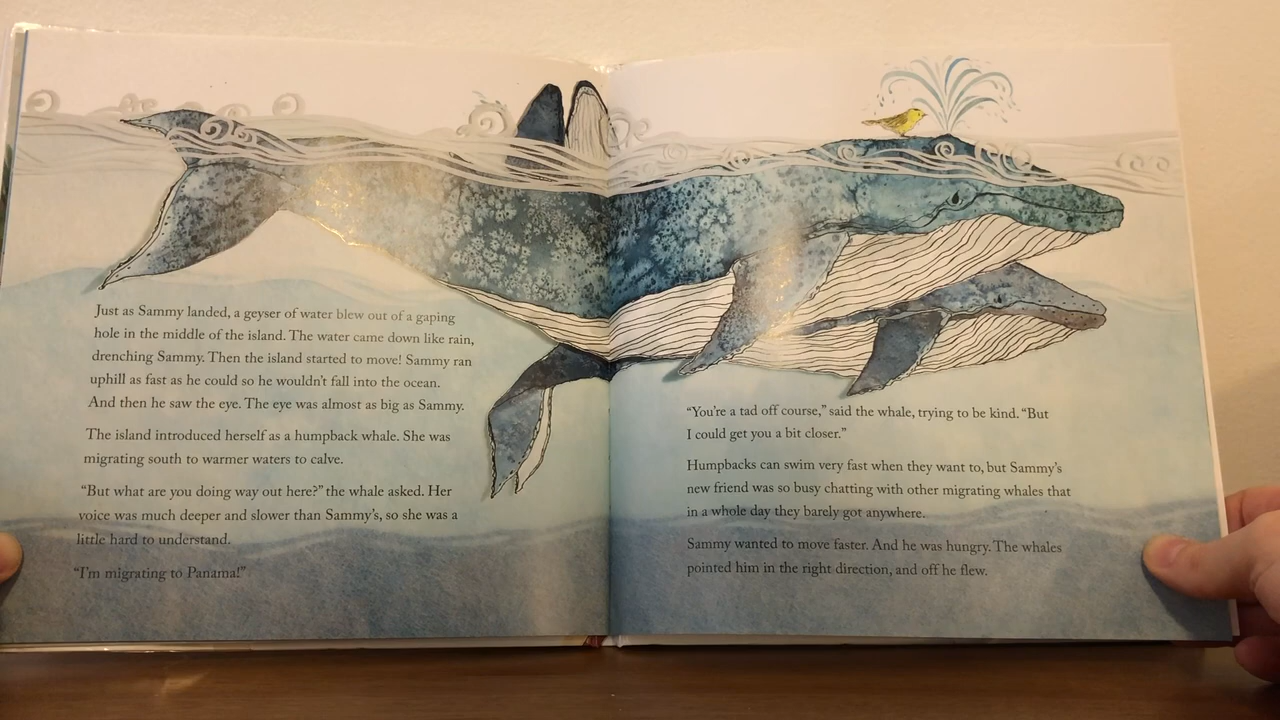 Just as Sammy landed, a geyser of water blew out of a gaping
hole in the middle of the island. The water came down like rain,
drenching Sammy. Then the island started to move! Sammy ran
uphill as fast as he could so he wouldn't fall into the ocean.
And then he saw the eye. The eye was almost as big as Sammy.
The island introduced herself as a humpback whale. She was
migrating south to warmer waters to calve.
"But what are you doing way out here?" the whale asked. Her
voice was much deeper and slower than Sammy's, so she was a
little hard to understand.
"I'm migrating to Panama!"
"You're a tad off course," said the whale, trying to be kind. "But
I could get you a bit closer."
Humpbacks can swim very fast when they want to, but Sammy's
new friend was so busy chatting with other migrating whales that
in a whole day they barely got anywhere.
Sammy wanted to move faster. And he was hungry. The whales
pointed him in the right direction, and off he flew.